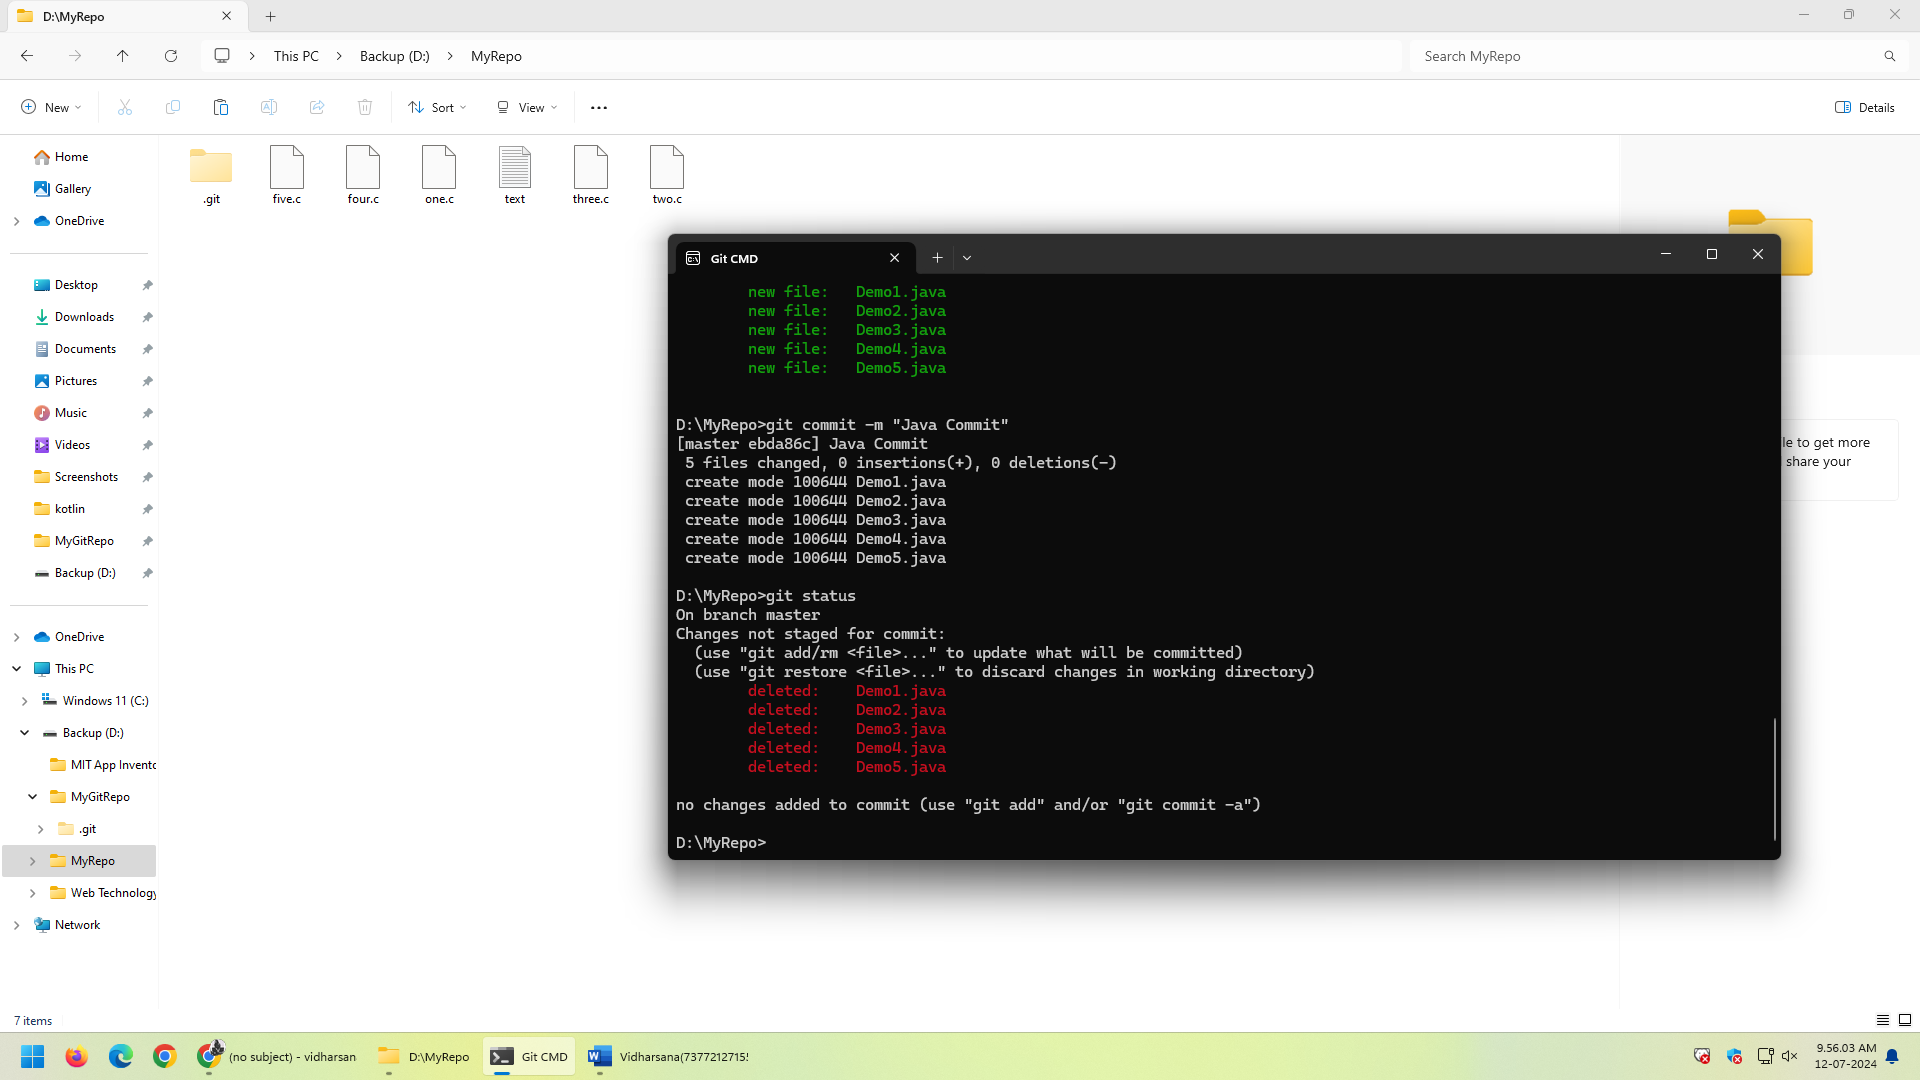 D:\MyRepo
This PC
Backup (D:)
MyRepo
Search MyRepo
New
Sort
View
Details
Home
Gallery
OneDrive
Desktop
Downloads
Documents
Pictures
Music
Videos
Screenshots
kotlin
MyGitRepo
Backup (D:)
OneDrive
This PC
Windows 11 (C:)
Backup (D:)
MIT App Invento
MyGitRepo
.git
MyRepo
Web Technology
Network
.git
five.c
four.c
one.c
text
three.c
two.c
Git CMD
new file:   Demo1.java
new file:   Demo2.java
new file:   Demo3.java
new file:   Demo4.java
new file:   Demo5.java
D:\MyRepo>git commit -m "Java Commit"
[master ebda86c] Java Commit
5 files changed, 0 insertions(+), 0 deletions(-)
create mode 100644 Demo1.java
create mode 100644 Demo2.java
create mode 100644 Demo3.java
create mode 100644 Demo4.java
create mode 100644 Demo5.java
D:\MyRepo>git status
On branch master
Changes not staged for commit:
(use "git add/rm <file>..." to update what will be committed)
(use "git restore <file>..." to discard changes in working directory)
deleted:    Demo1.java
deleted:    Demo2.java
deleted:    Demo3.java
deleted:    Demo4.java
deleted:    Demo5.java
no changes added to commit (use "git add" and/or "git commit -a")
D:\MyRepo>
le to get more
share your
7 items
(no subject) - vidharsan
D:\MyRepo
Git CMD
Vidharsana(7377212715!
9.56.03 AM
12-07-2024